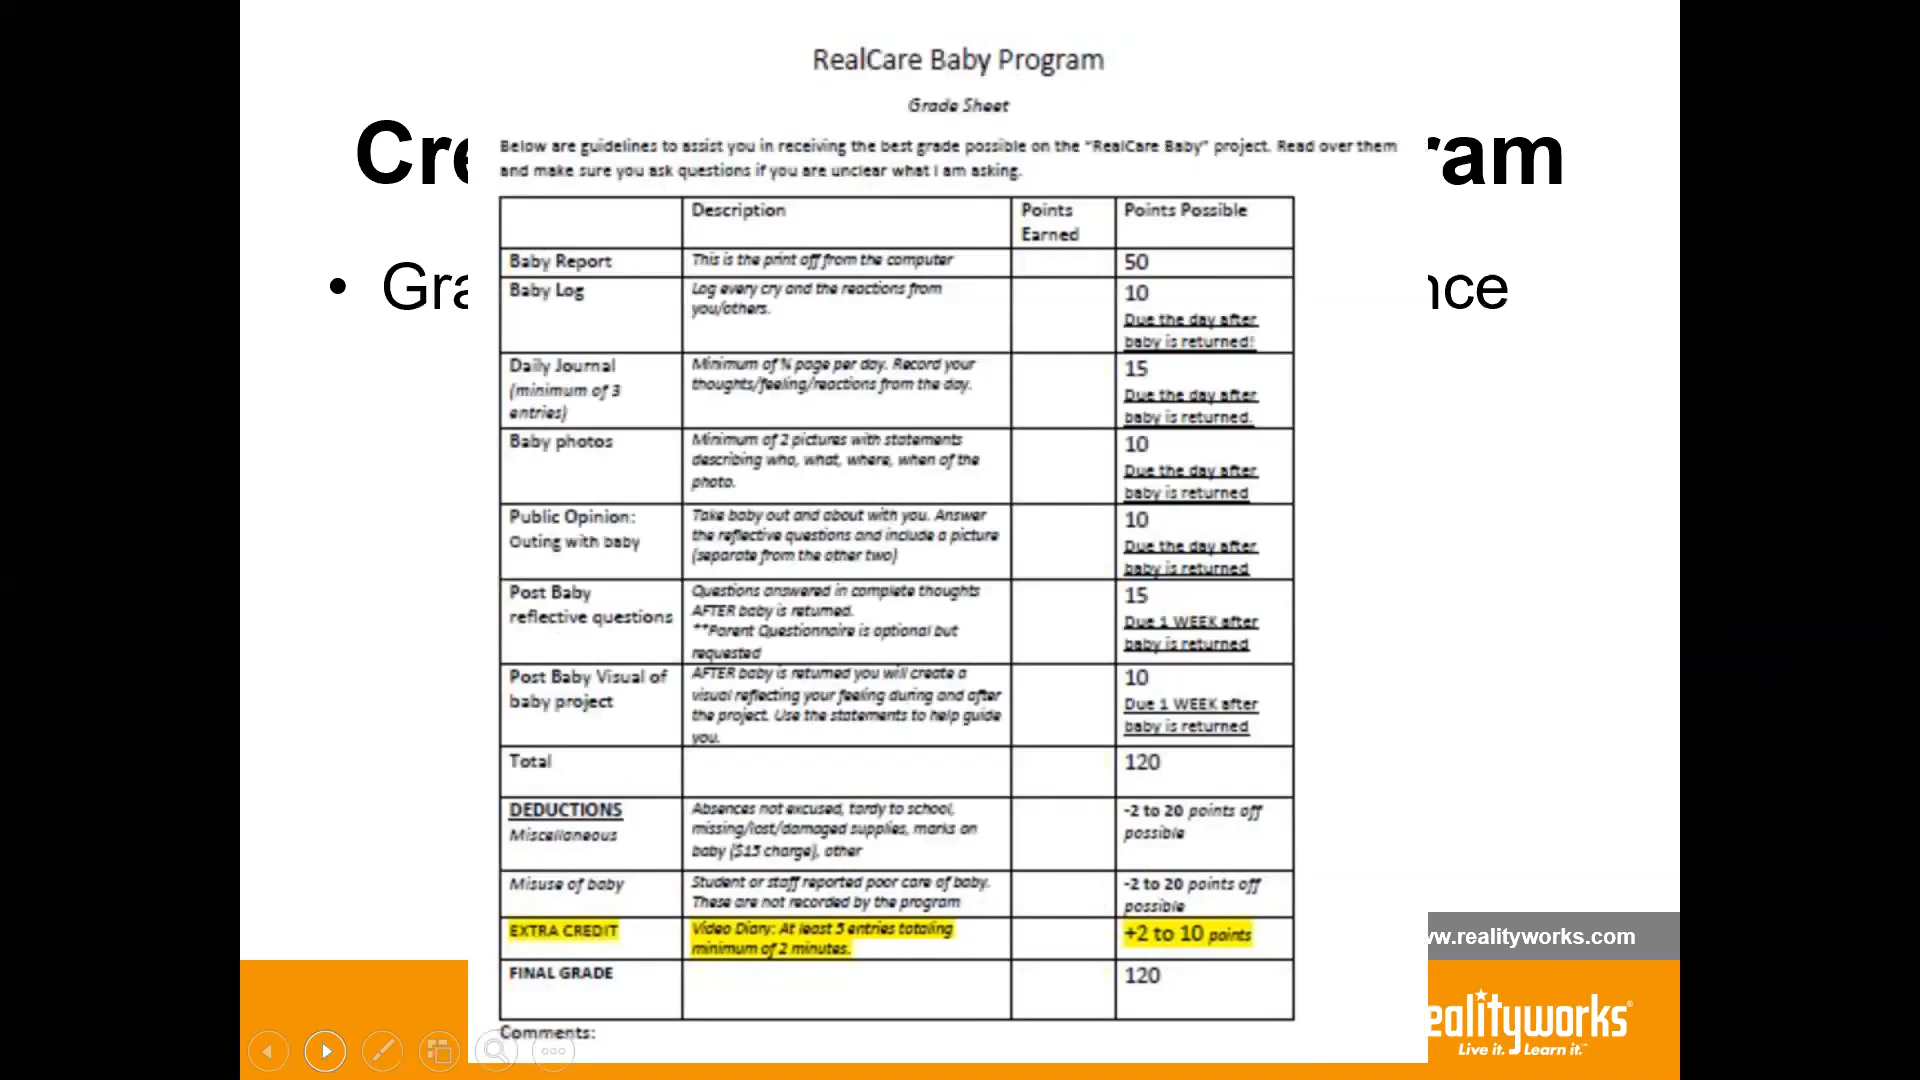 RealCare Baby Program
Grade Sheet
Below are guidelines to assist you in receiving the best grade possible on the "RealCare Baby" project. Read over them
and make sure you ask questions if you are unclear what I am asking.
Cre
ram
• Gra
nce
Description
Points
Earned
Points Possible
Baby Report
This is the print off from the computer
50
Baby Log
Log every cry and the reactions from
you/others.
10
Due the day after
baby is returned!
Daily Journal
(minimum of 3
entries)
Minimum of ¾ page per day. Record your
thoughts/feeling/reactions from the day.
15
Due the day after
baby is returned.
Baby photos
Minimum of 2 pictures with statements
describing who, what, where, when of the
photo.
10
Due the day after
baby is returned
Public Opinion:
Outing with baby
Take baby out and about with you. Answer
the reflective questions and include a picture
(separate from the other two)
10
Due the day after
baby is returned
Post Baby
reflective questions
Questions answered in complete thoughts
AFTER baby is returned.
**Parent Questionnaire is optional but
requested
15
Due 1 WEEK after
baby is returned
Post Baby Visual of
baby project
AFTER baby is returned you will create a
visual reflecting your feeling during and after
the project. Use the statements to help guide
you.
10
Due 1 WEEK after
baby is returned
Total
120
DEDUCTIONS
Miscellaneous
Absences not excused, tardy to school,
missing/lost/damaged supplies, marks on
baby ($15 charge), other
-2 to 20 points off
possible
Misuse of baby
Student or staff reported poor care of baby.
These are not recorded by the program
-2 to 20 points off
possible
EXTRA CREDIT
Video Diary: At least 5 entries totaling
minimum of 2 minutes.
+2 to 10 points
FINAL GRADE
120
Comments:
ww.realityworks.com
ealityworks®
Live it. Learn it.™